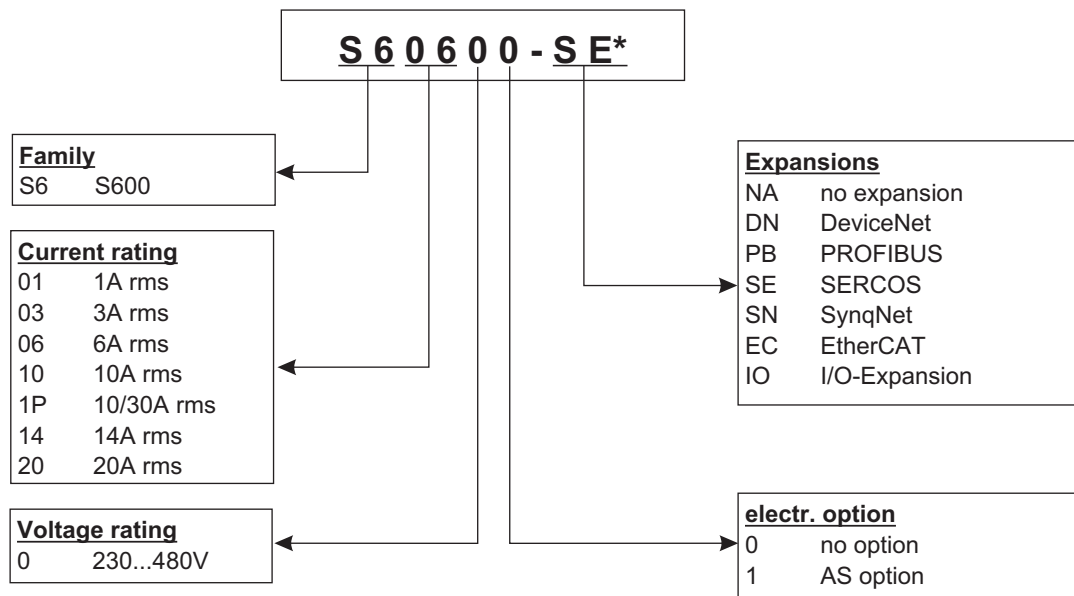 S 6 0 6 0 0 - S E*
Family
S6 S600
Current rating
01 1A rms
03 3A rms
06 6A rms
10 10A rms
1P 10/30A rms
14 14A rms
20 20A rms
Voltage rating
0 230...480V
Expansions
NA no expansion
DN DeviceNet
PB PROFIBUS
SE SERCOS
SN SynqNet
EC EtherCAT
IO I/O-Expansion
electr. option
0 no option
1 AS option